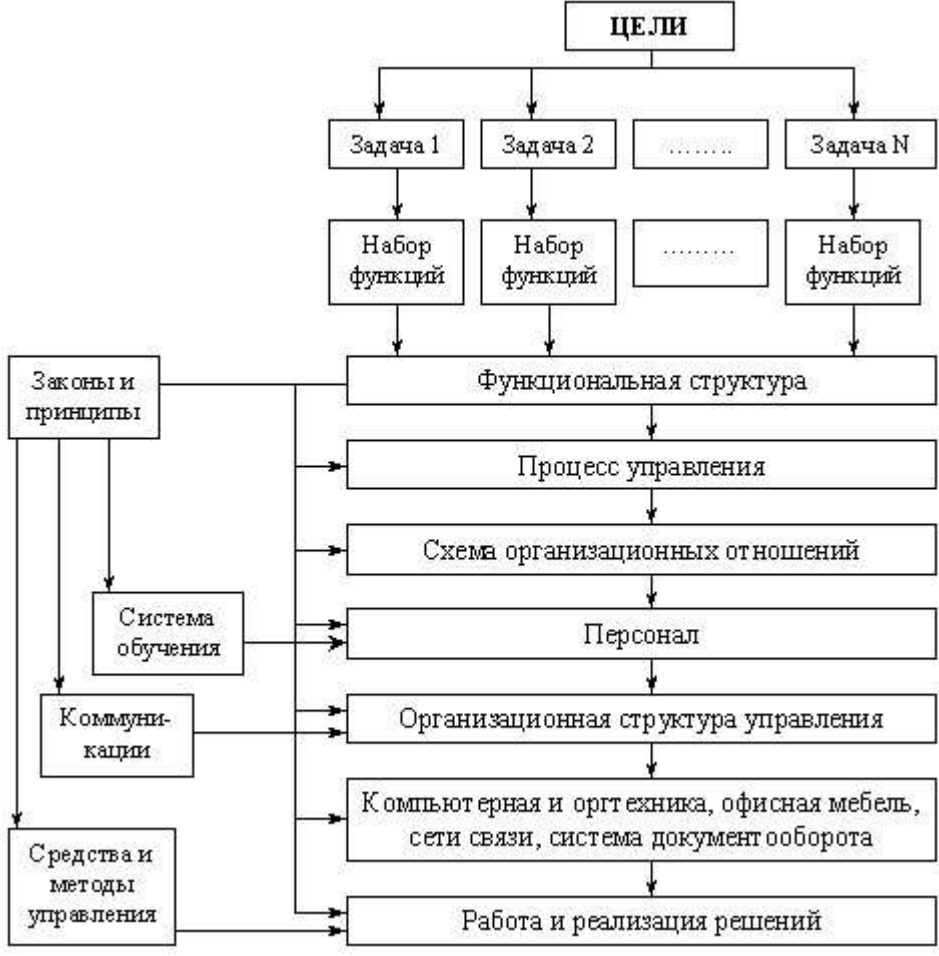 ЦЕЛИ
Задача 1
Задача 2
……..
Задача N
Набор
функций
Набор
функций
………
Набор
функций
Законы и
принципы
Функциональная структура
Процесс управления
Схема организационных отношений
Система
обучения
Персонал
Коммуни-
кации
Организационная структура управления
Компьютерная и оргтехника, офисная мебель,
сети связи, система документооборота
Средства и
методы
управления
Работа и реализация решений